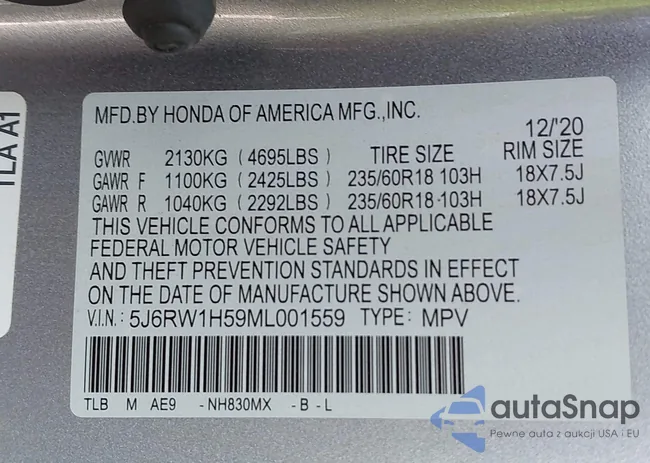 TLA A1
MFD.BY HONDA OF AMERICA MFG.,INC.
12/'20
GVWR 2130KG (4695LBS) TIRE SIZE RIM SIZE
GAWR F 1100KG (2425LBS) 235/60R18 103H 18X7.5J
GAWR R 1040KG (2292LBS) 235/60R18 103H 18X7.5J
THIS VEHICLE CONFORMS TO ALL APPLICABLE
FEDERAL MOTOR VEHICLE SAFETY
AND THEFT PREVENTION STANDARDS IN EFFECT
ON THE DATE OF MANUFACTURE SHOWN ABOVE.
V.I.N.: 5J6RW1H59ML001559 TYPE: MPV
TLB M AE9 -NH830MX -B-L
autaSnap
Pewne auta z aukcji USA i EU